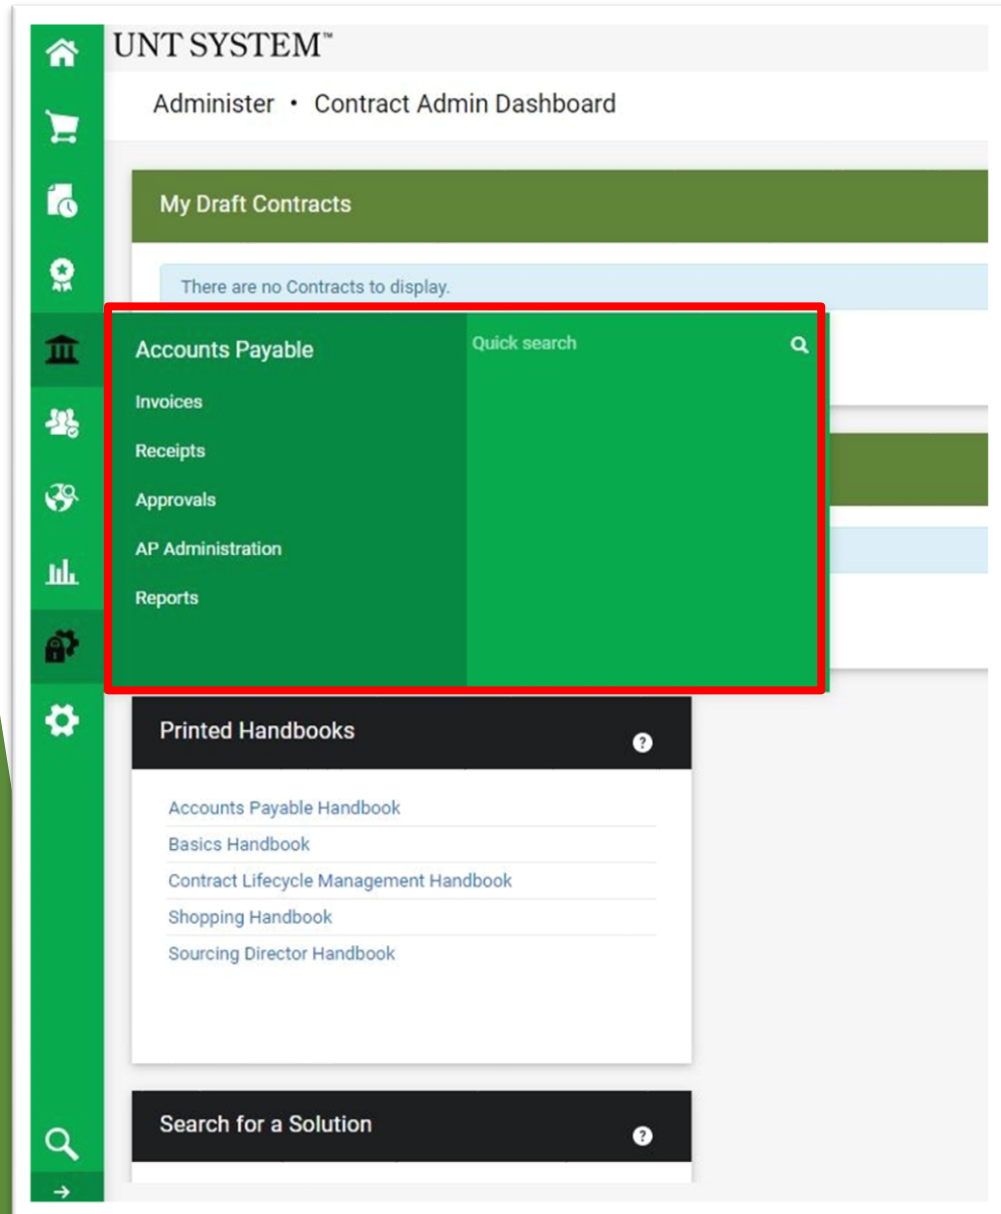 UNT SYSTEM™
Administer • Contract Admin Dashboard
My Draft Contracts
There are no Contracts to display.
Accounts Payable
Quick search
Invoices
Receipts
Approvals
AP Administration
Reports
Printed Handbooks
?
Accounts Payable Handbook
Basics Handbook
Contract Lifecycle Management Handbook
Shopping Handbook
Sourcing Director Handbook
Search for a Solution
?